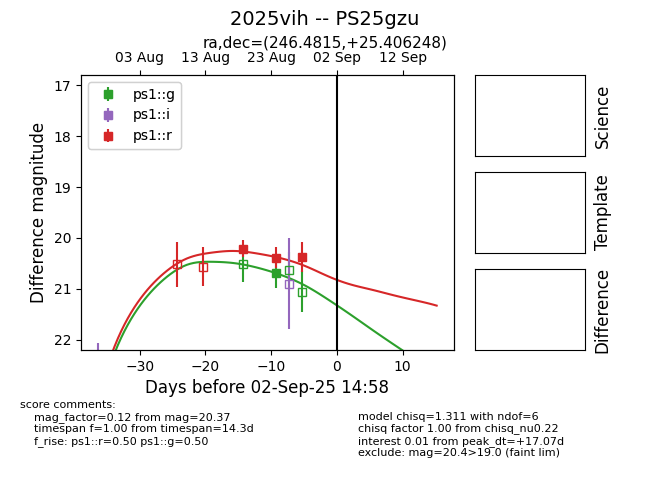 2025vih -- PS25gzu
ra,dec=(246.4815,+25.406248)
03 Aug 13 Aug 23 Aug 02 Sep 12 Sep
ps1::g
ps1::i
ps1::r
17
18
19
20
21
22
Difference magnitude
−30 −20 −10 0 10
Days before 02-Sep-25 14:58
Science
Template
Difference
score comments:
mag_factor=0.12 from mag=20.37
timespan f=1.00 from timespan=14.3d
f_rise: ps1::r=0.50 ps1::g=0.50
model chisq=1.311 with ndof=6
chisq factor 1.00 from chisq_nu0.22
interest 0.01 from peak_dt=+17.07d
exclude: mag=20.4>19.0 (faint lim)